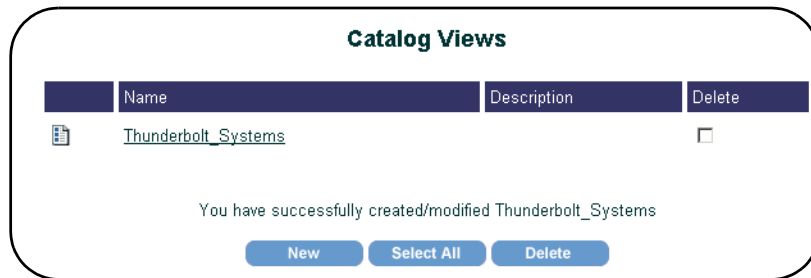 Catalog Views
Name Description Delete
Thunderbolt_Systems
You have successfully created/modified Thunderbolt_Systems
New Select All Delete